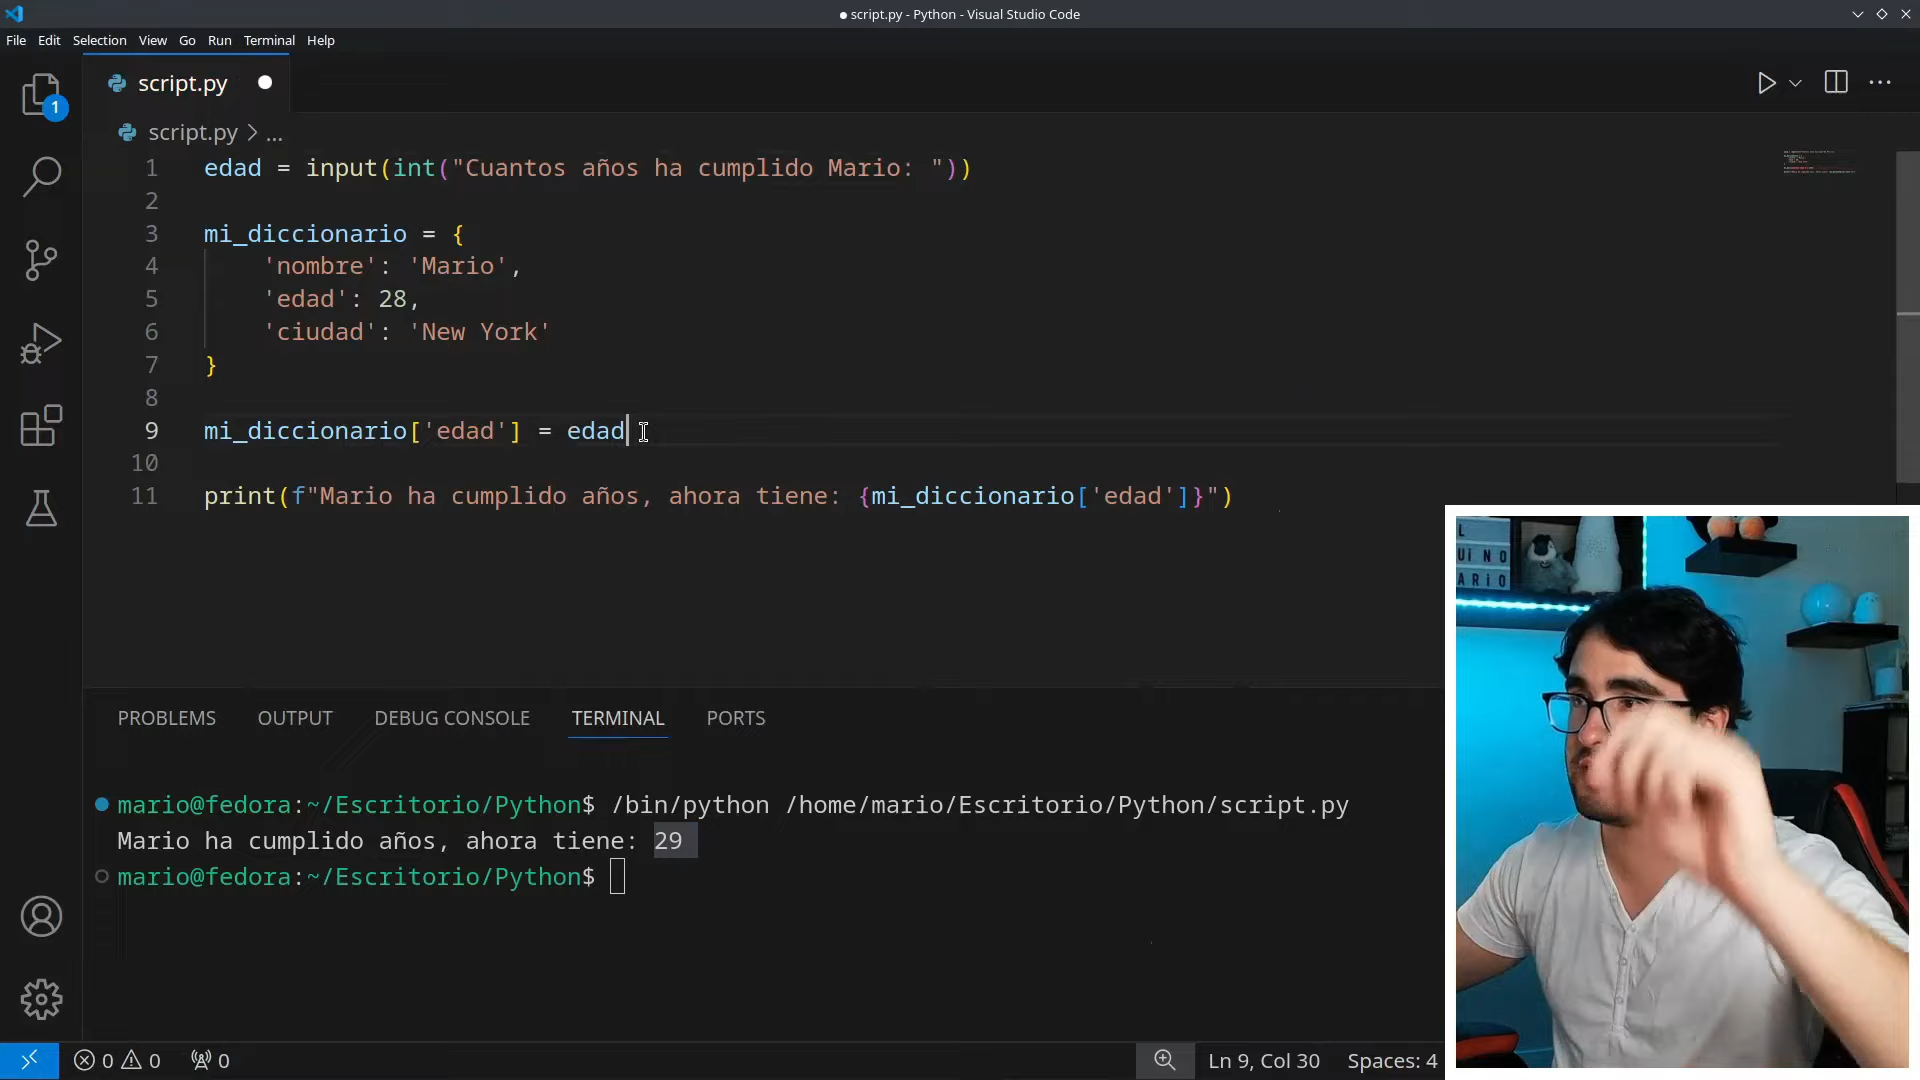 script.py - Python - Visual Studio Code
File Edit Selection View Go Run Terminal Help
script.py
1
script.py > ...
1 edad = input(int("Cuantos años ha cumplido Mario: "))
2
3 mi_diccionario = {
4 'nombre': 'Mario',
5 'edad': 28,
6 'ciudad': 'New York'
7 }
8
9 mi_diccionario['edad'] = edad
10
11 print(f"Mario ha cumplido años, ahora tiene: {mi_diccionario['edad']}")
PROBLEMS OUTPUT DEBUG CONSOLE TERMINAL PORTS
mario@fedora:~/Escritorio/Python$ /bin/python /home/mario/Escritorio/Python/script.py
Mario ha cumplido años, ahora tiene: 29
mario@fedora:~/Escritorio/Python$
0 0 0
Ln 9, Col 30 Spaces: 4